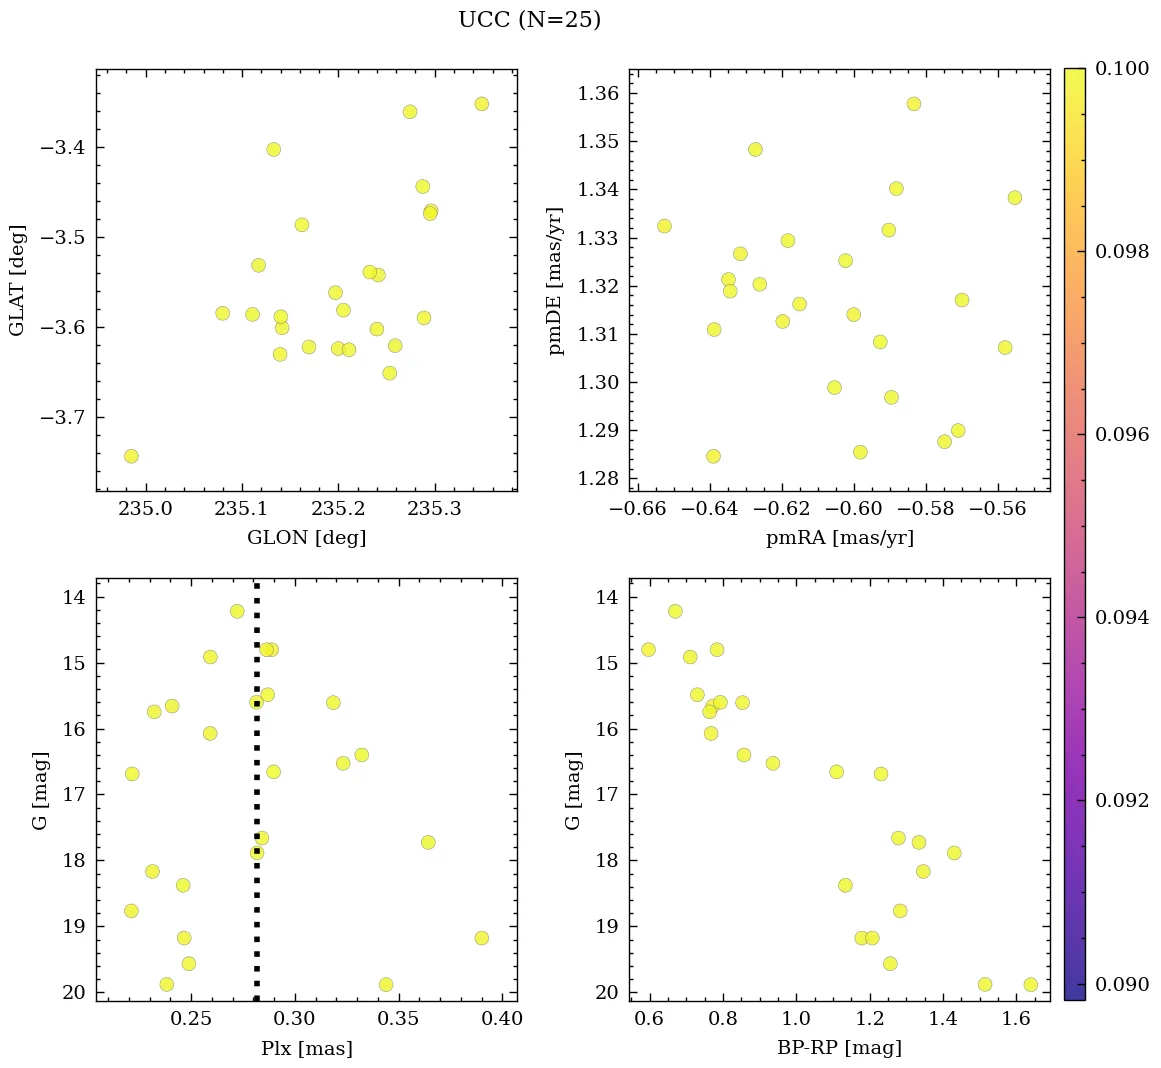 UCC (N=25)
−3.4
−3.5
−3.6
−3.7
GLAT [deg]
235.0 235.1 235.2 235.3
GLON [deg]
1.36
1.35
1.34
1.33
1.32
1.31
1.30
1.29
1.28
pmDE [mas/yr]
−0.66 −0.64 −0.62 −0.60 −0.58 −0.56
pmRA [mas/yr]
14
15
16
17
18
19
20
G [mag]
0.25 0.30 0.35 0.40
Plx [mas]
14
15
16
17
18
19
20
G [mag]
0.6 0.8 1.0 1.2 1.4 1.6
BP-RP [mag]
0.100
0.098
0.096
0.094
0.092
0.090